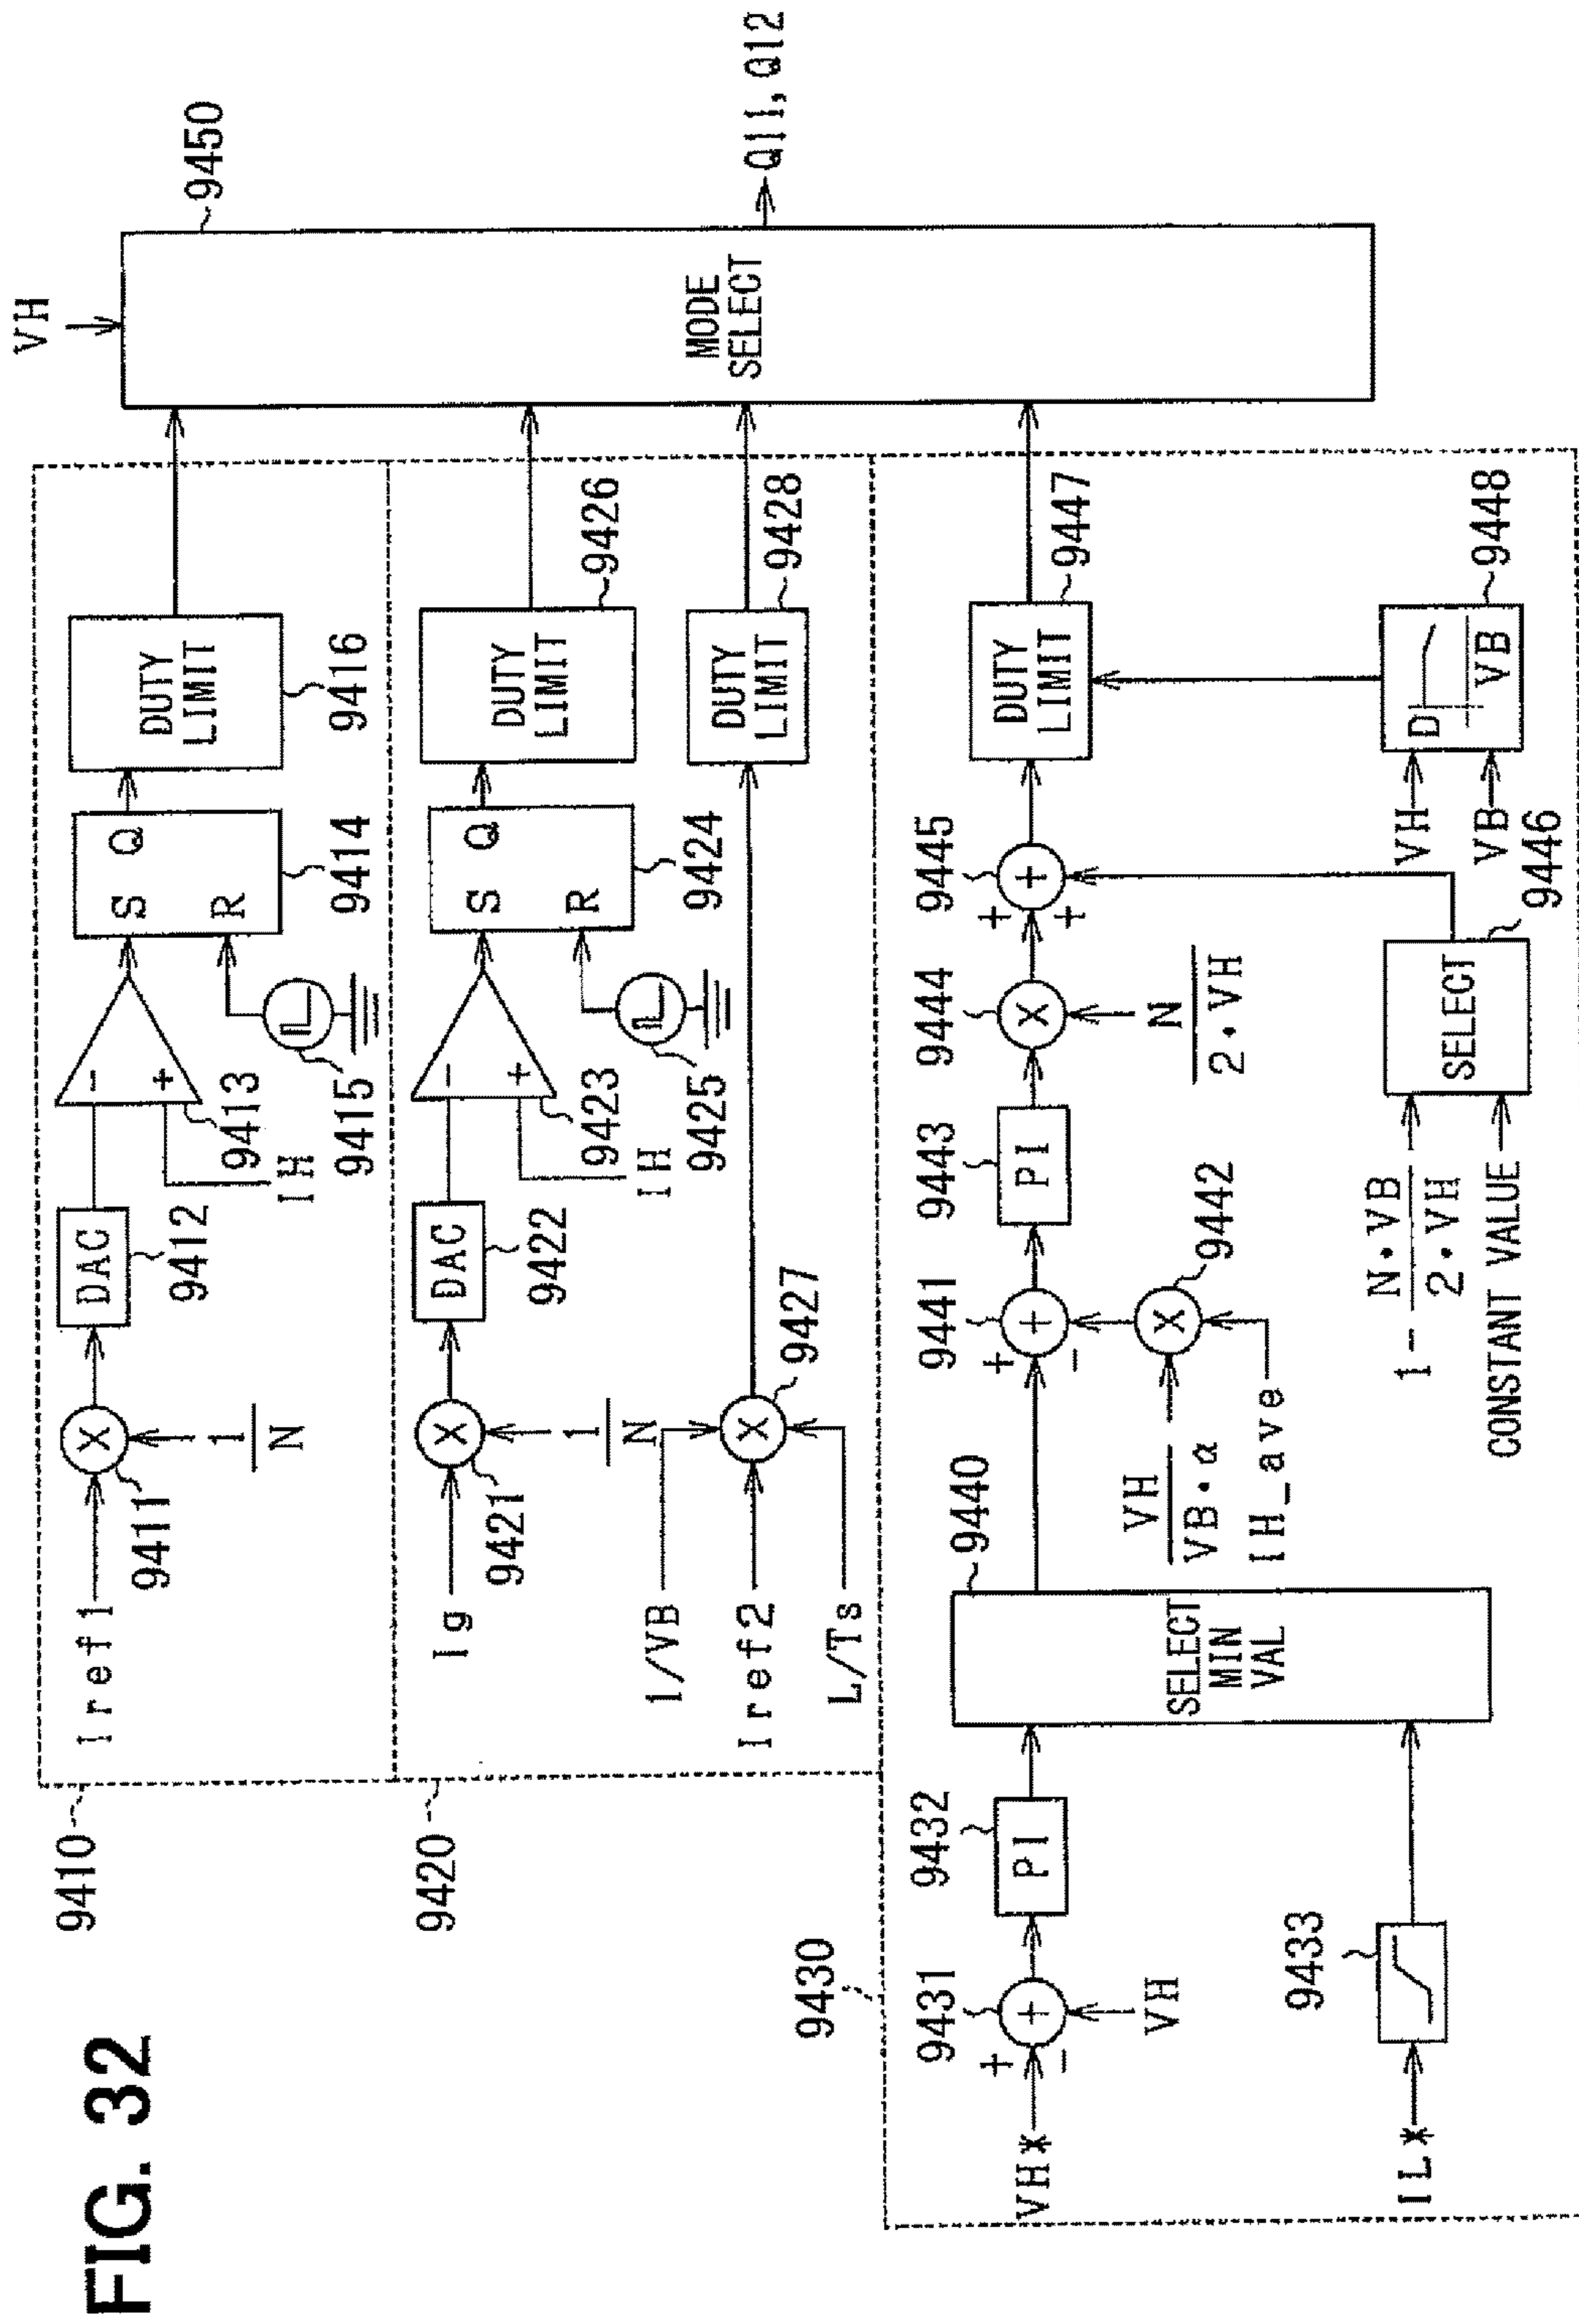 FIG. 32
9410
Iref1
9411
1
N
DAC
9412
-
+
9413
IH
9415
S
Q
R
9414
DUTY
LIMIT
9416
9420
Ig
9421
1
N
DAC
9422
-
+
9423
IH
9425
S
Q
R
9424
DUTY
LIMIT
9426
1/VB
Iref2
L/Ts
9427
DUTY
LIMIT
9428
9430
VH*
+
-
9431
VH
PI
9432
IL*
9433
SELECT
MIN
VAL
9440
+
-
9441
VH
VB·α
IH_ave
9442
PI
9443
9444
N
2·VH
+
+
9445
1-
N·VB
2·VH
CONSTANT VALUE
SELECT
9446
DUTY
LIMIT
9447
VH
VB
D
VB
9448
VH
MODE
SELECT
9450
Q11, Q12